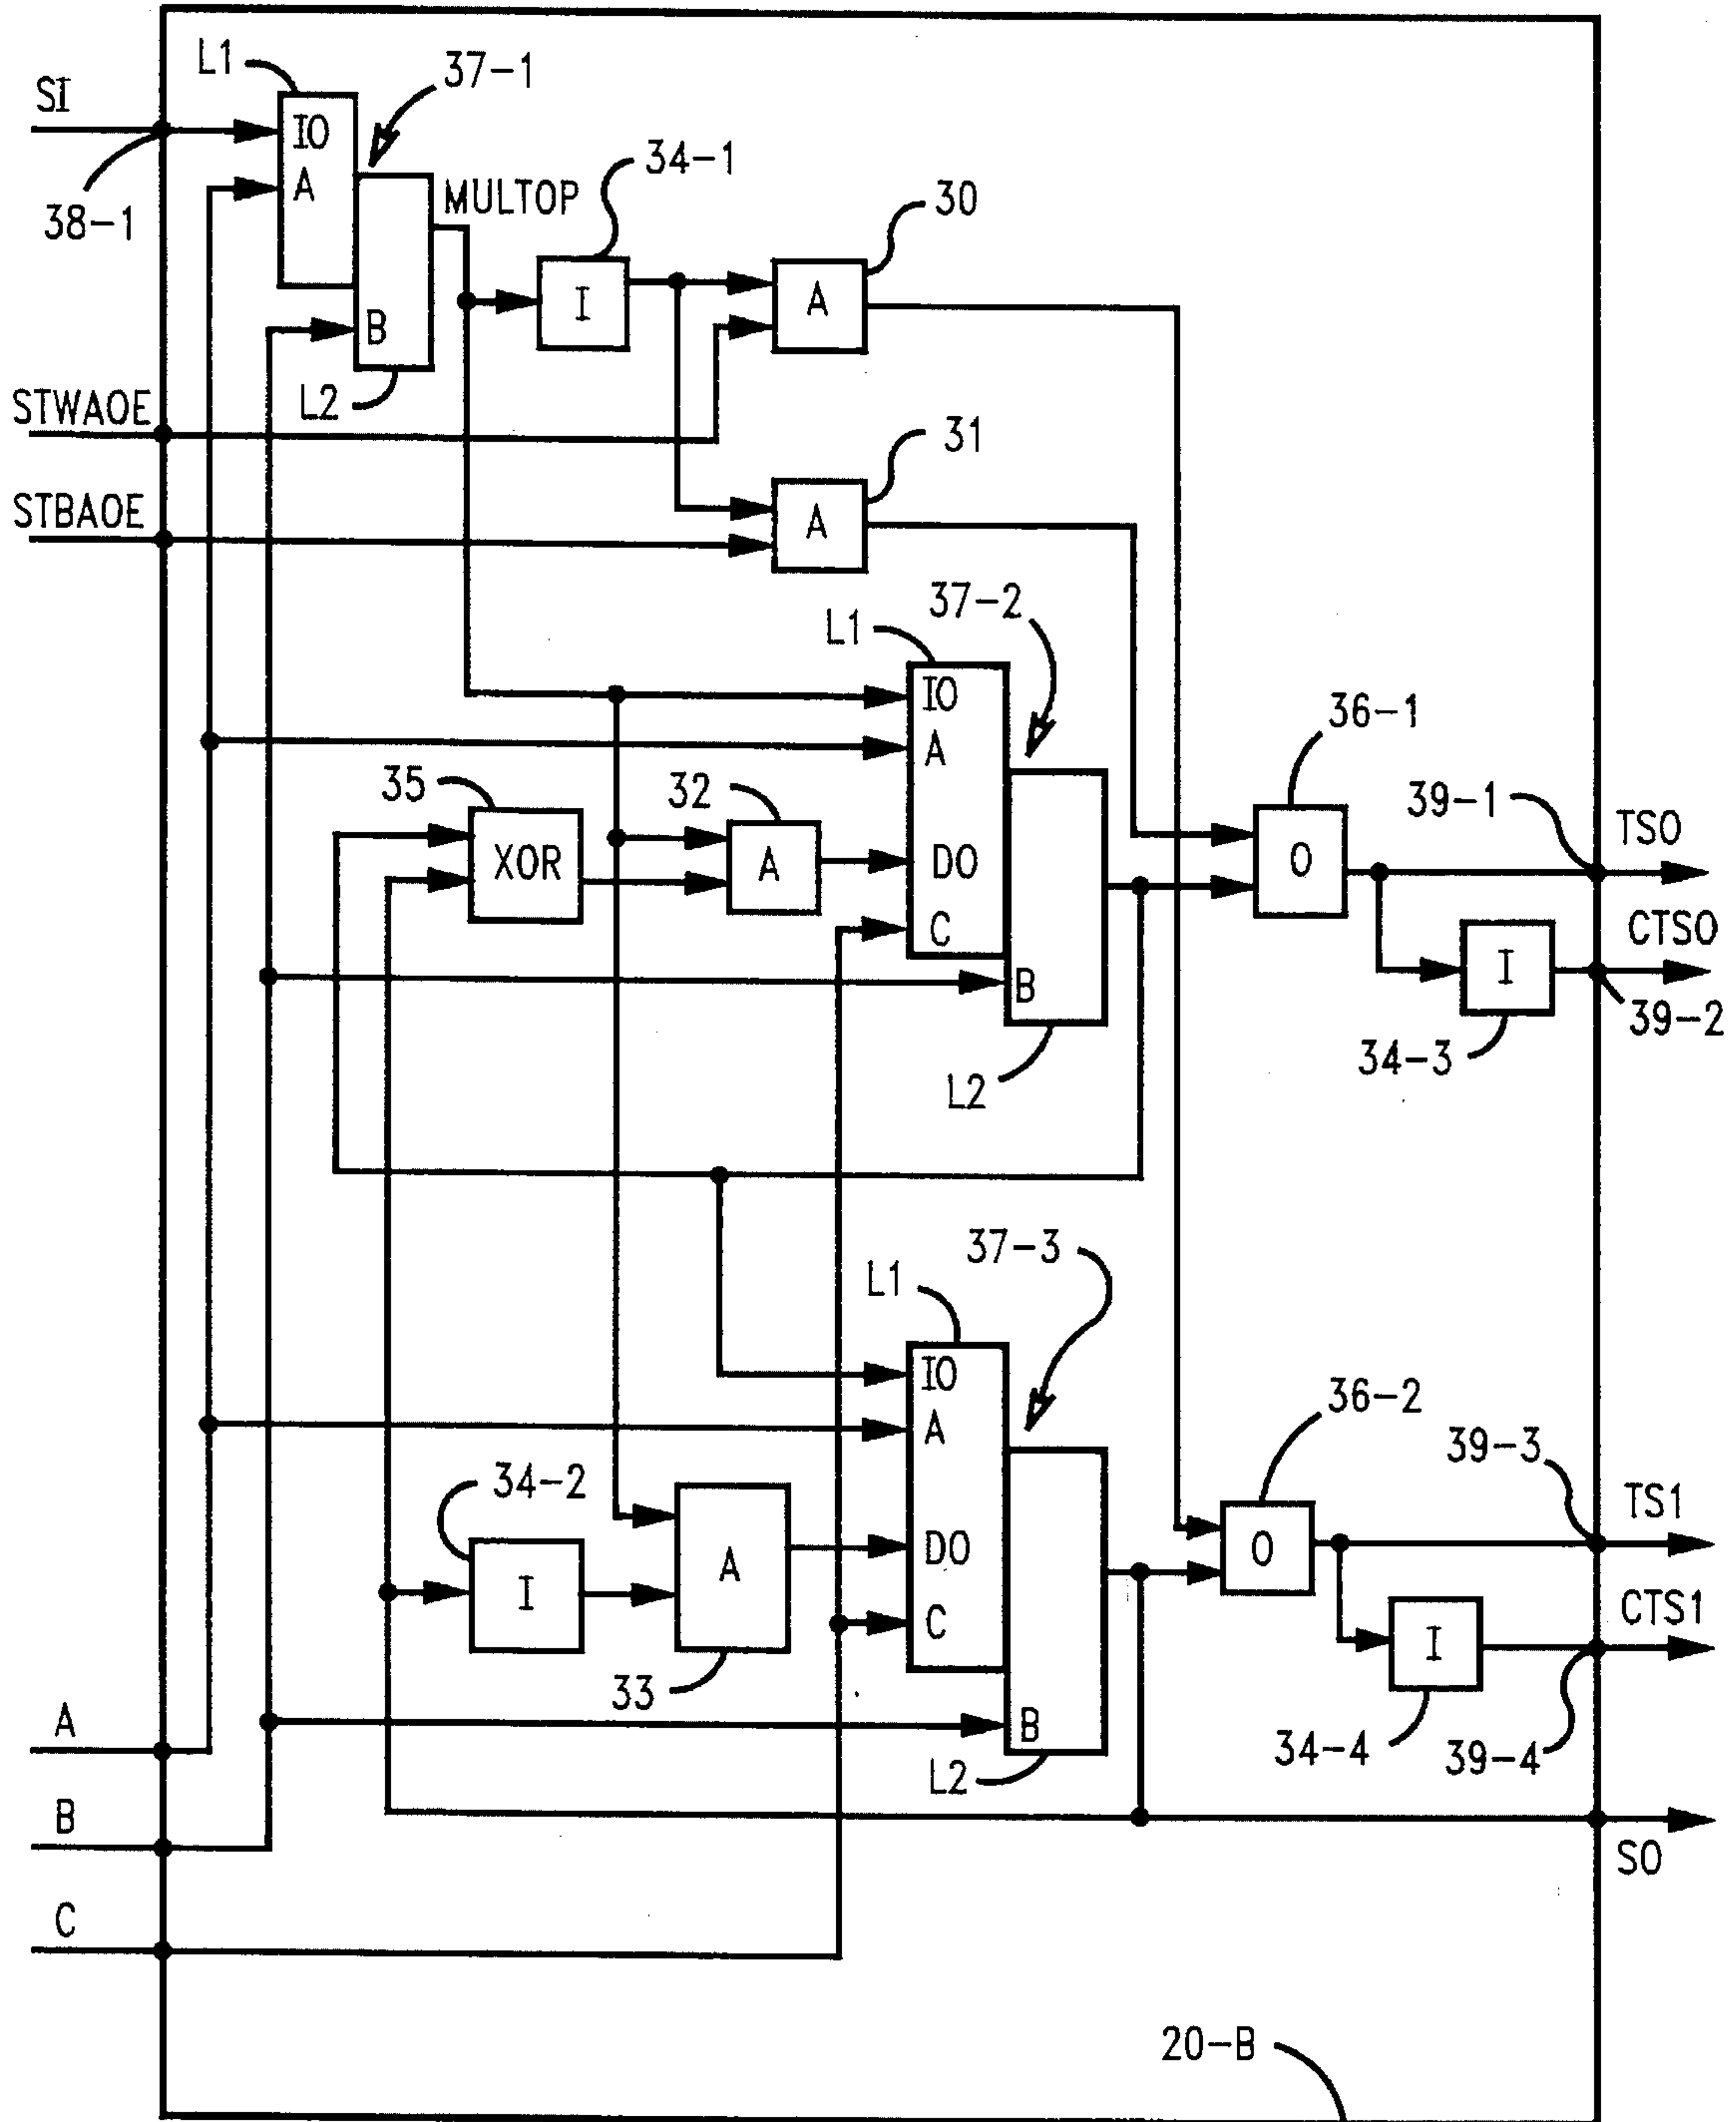 L1
37-1
SI
IO
A
38-1
MULTOP
34-1
30
I
A
B
L2
STWAOE
31
STBAOE
A
37-2
L1
IO
A
36-1
35
32
39-1
TSO
XOR
A
DO
O
C
CTSO
I
B
39-2
34-3
L2
37-3
L1
IO
36-2
A
39-3
34-2
TS1
DO
O
A
I
C
CTS1
I
33
B
A
34-4
39-4
L2
B
SO
C
20-B